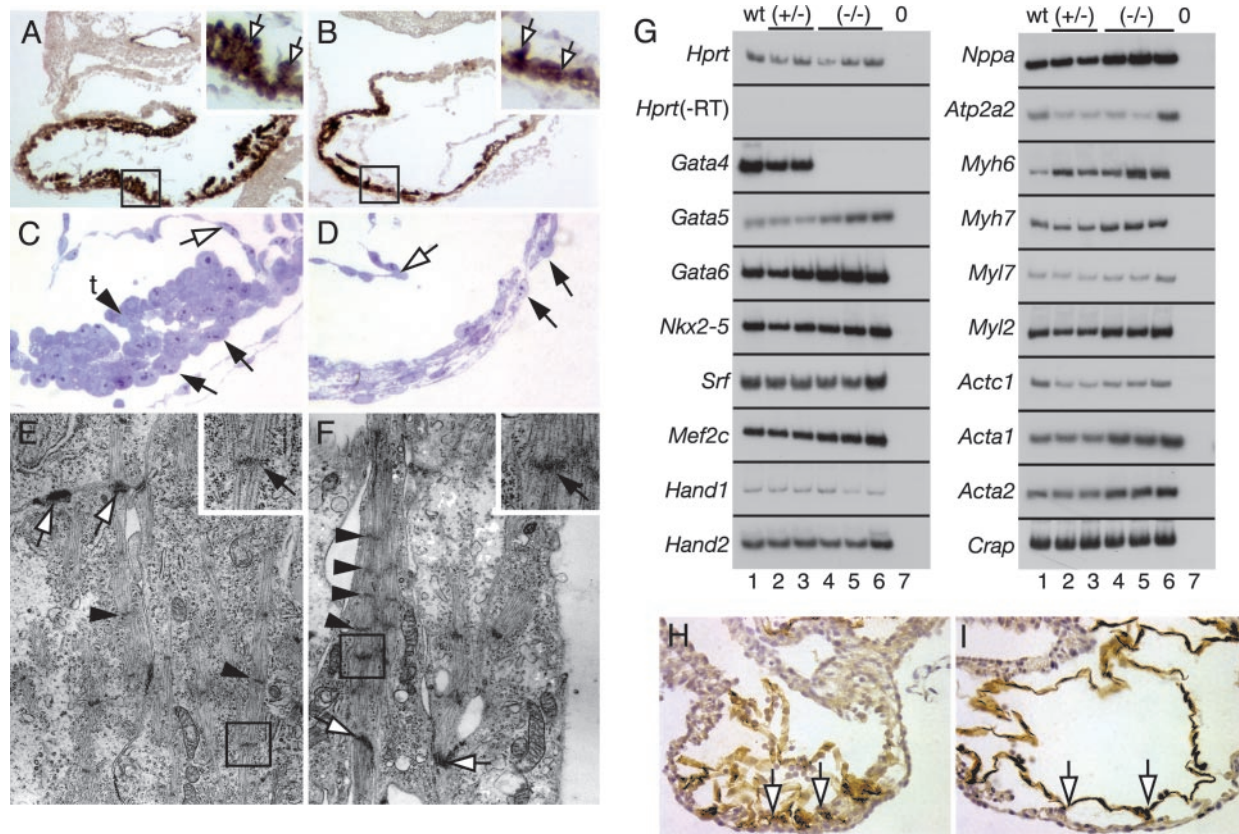 A
B
C
t
D
E
F
G
wt (+/-) (-/-) 0
Hprt
Hprt(-RT)
Gata4
Gata5
Gata6
Nkx2-5
Srf
Mef2c
Hand1
Hand2
1 2 3 4 5 6 7
wt (+/-) (-/-) 0
Nppa
Atp2a2
Myh6
Myh7
Myl7
Myl2
Actc1
Acta1
Acta2
Crap
1 2 3 4 5 6 7
H
I